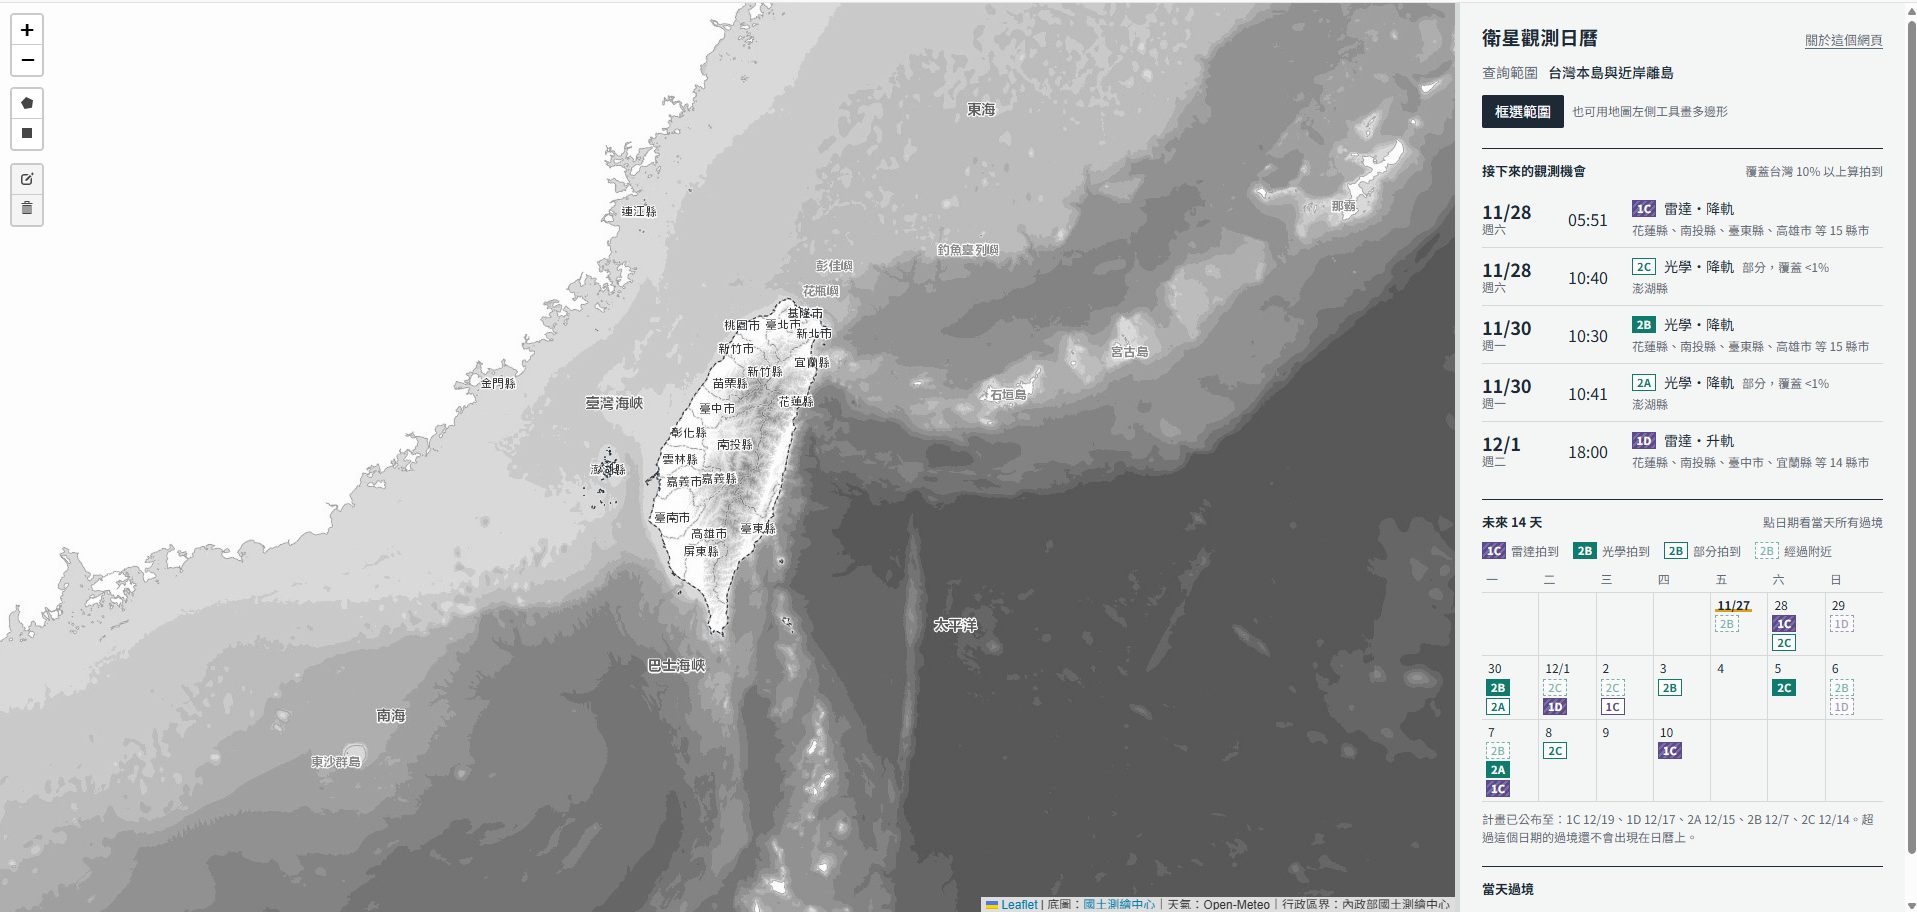 +
−
東海
連江縣
那霸
釣魚臺列嶼
彭佳嶼
花瓶嶼
基隆市
桃園市
臺北市
新北市
新竹市
宮古島
宜蘭縣
新竹縣
金門縣
苗栗縣
石垣島
臺灣海峽
花蓮縣
臺中市
彰化縣
南投縣
雲林縣
澎湖縣
嘉義市
嘉義縣
臺南市
臺東縣
高雄市
屏東縣
太平洋
巴士海峽
南海
東沙群島
Leaflet | 底圖：國土測繪中心 | 天氣：Open-Meteo | 行政區界：內政部國土測繪中心
衛星觀測日曆
關於這個網頁
查詢範圍 台灣本島與近岸離島
框選範圍 也可用地圖左側工具畫多邊形
接下來的觀測機會 覆蓋台灣 10% 以上算拍到
11/28 週六 05:51 1C 雷達・降軌
花蓮縣、南投縣、臺東縣、高雄市 等 15 縣市
11/28 週六 10:40 2C 光學・降軌 部分，覆蓋 <1%
澎湖縣
11/30 週一 10:30 2B 光學・降軌
花蓮縣、南投縣、臺東縣、高雄市 等 15 縣市
11/30 週一 10:41 2A 光學・降軌 部分，覆蓋 <1%
澎湖縣
12/1 週二 18:00 1D 雷達・升軌
花蓮縣、南投縣、臺中市、宜蘭縣 等 14 縣市
未來 14 天 點日期看當天所有過境
1C 雷達拍到 2B 光學拍到 2B 部分拍到 2B 經過附近
一 二 三 四 五 六 日
11/27 28 29
2B 1C 1D
2C
30 12/1 2 3 4 5 6
2B 2C 2C 2B 2C 2B
2A 1D 1C 1D
7 8 9 10
2B 2C 1C
2A
1C
計畫已公布至：1C 12/19、1D 12/17、2A 12/15、2B 12/7、2C 12/14。超
過這個日期的過境還不會出現在日曆上。
當天過境